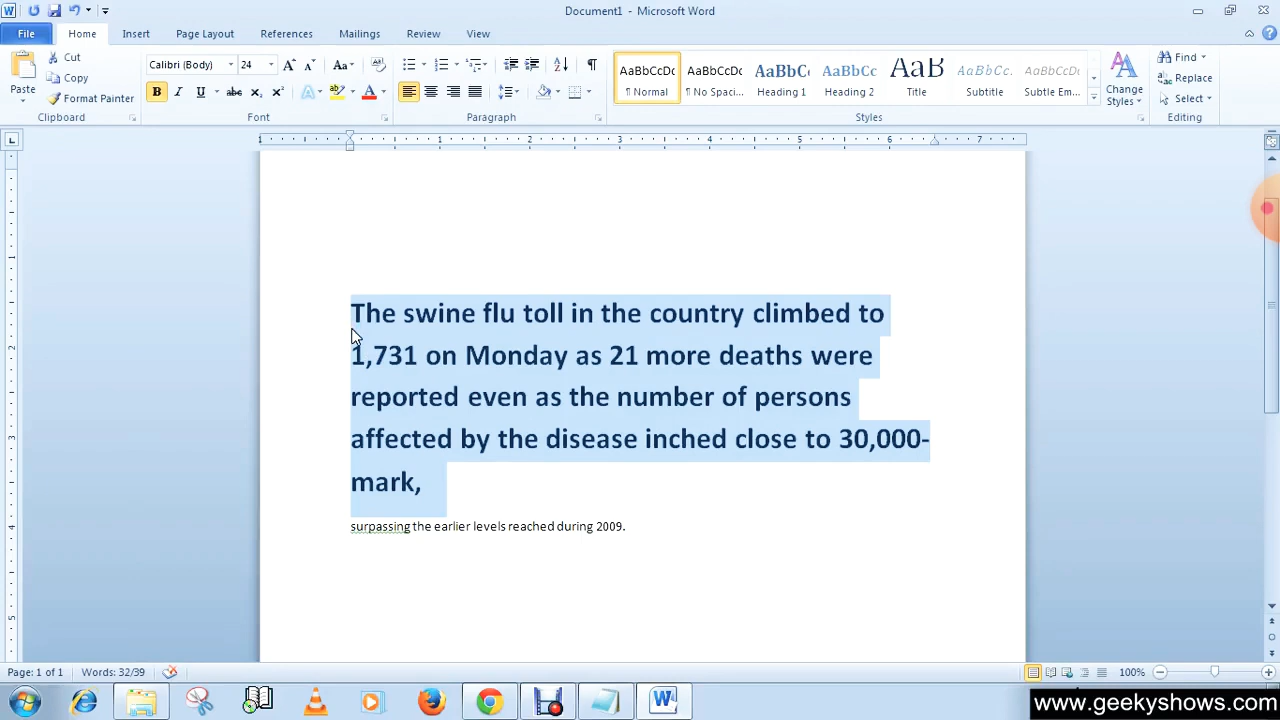 Document1 - Microsoft Word
File Home Insert Page Layout References Mailings Review View
Cut
Copy
Format Painter
Paste
Clipboard
Calibri (Body) 24
Font
Paragraph
AaBbCcDc AaBbCcDc AaBbC AaBbCc AaB AaBbCc. AaBbCcDt
¶ Normal ¶ No Spaci... Heading 1 Heading 2 Title Subtitle Subtle Em...
Change Styles
Styles
Find
Replace
Select
Editing
The swine flu toll in the country climbed to
1,731 on Monday as 21 more deaths were
reported even as the number of persons
affected by the disease inched close to 30,000-
mark,
surpassing the earlier levels reached during 2009.
Page: 1 of 1 Words: 32/39 100%
www.geekyshows.com